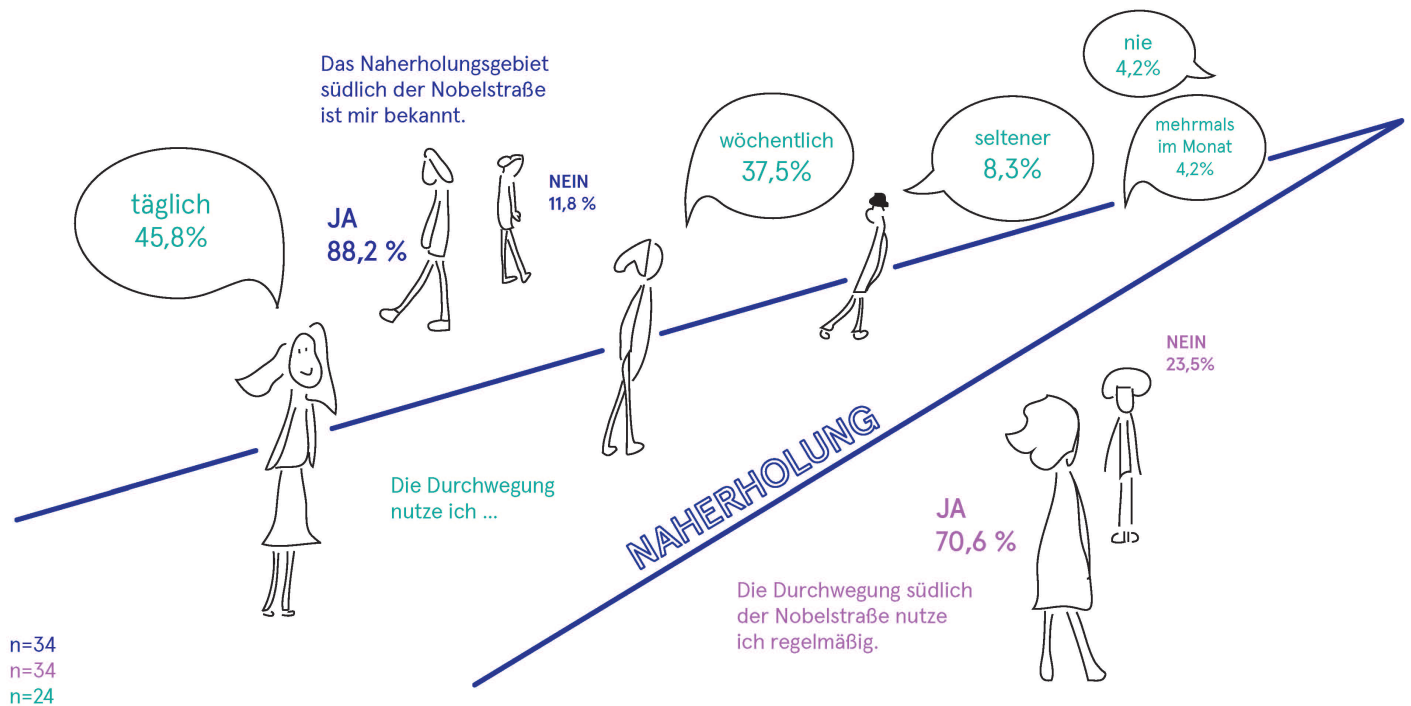 Das Naherholungsgebiet
südlich der Nobelstraße
ist mir bekannt.
JA
88,2 %
NEIN
11,8 %
täglich
45,8%
wöchentlich
37,5%
seltener
8,3%
nie
4,2%
mehrmals
im Monat
4,2%
Die Durchwegung
nutze ich ...
NAHERHOLUNG
NEIN
23,5%
JA
70,6 %
Die Durchwegung südlich
der Nobelstraße nutze
ich regelmäßig.
n=34
n=34
n=24